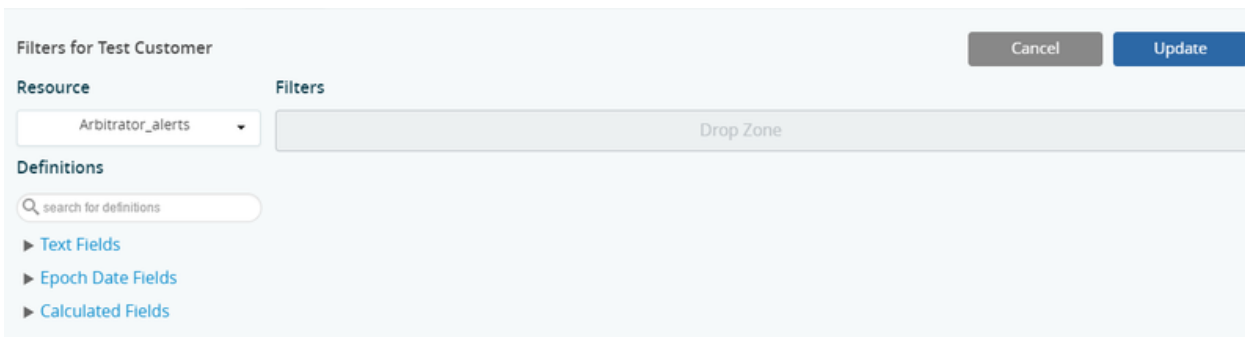 Filters for Test Customer
Cancel
Update
Resource
Filters
Arbitrator_alerts
Drop Zone
Definitions
search for definitions
Text Fields
Epoch Date Fields
Calculated Fields